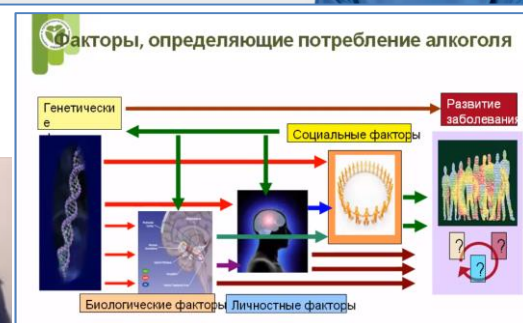 Факторы, определяющие потребление алкоголя
Генетически
е
Развитие
заболевания
Социальные факторы
?
?
?
Биологические факторы
Личностные факторы